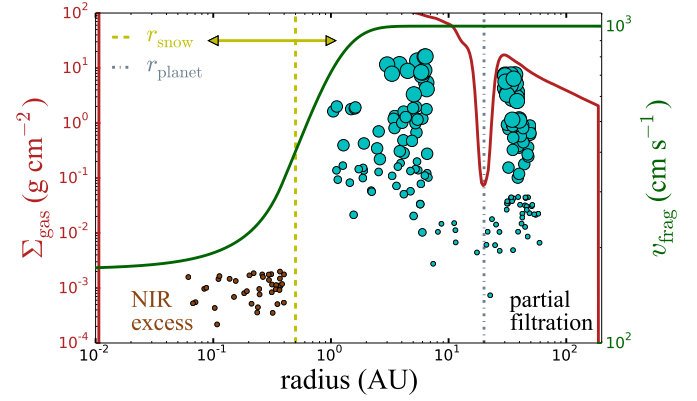 10² 10³
r_snow
r_planet
10¹
10⁰
10⁻¹
10⁻²
10⁻³
10⁻⁴ 10²
Σ_gas (g cm⁻²)
v_frag (cm s⁻¹)
NIR
excess
partial
filtration
10⁻² 10⁻¹ 10⁰ 10¹ 10²
radius (AU)